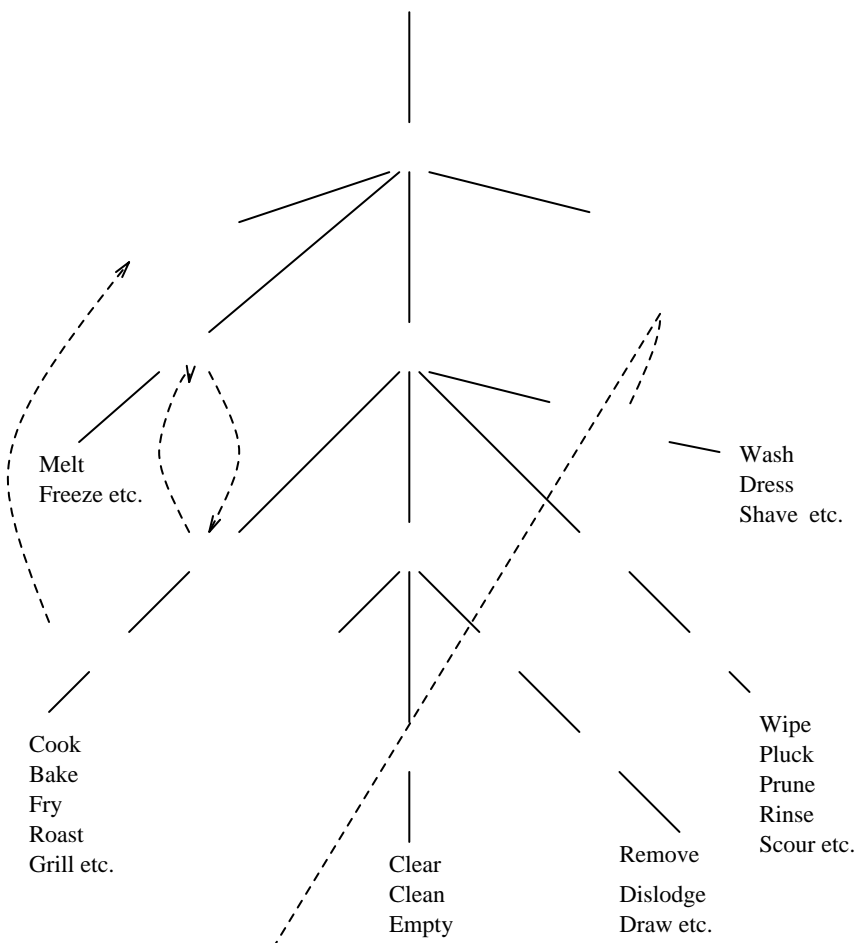 Melt
Freeze etc.
Wash
Dress
Shave etc.
Cook
Bake
Fry
Roast
Grill etc.
Clear
Clean
Empty
Remove
Dislodge
Draw etc.
Wipe
Pluck
Prune
Rinse
Scour etc.